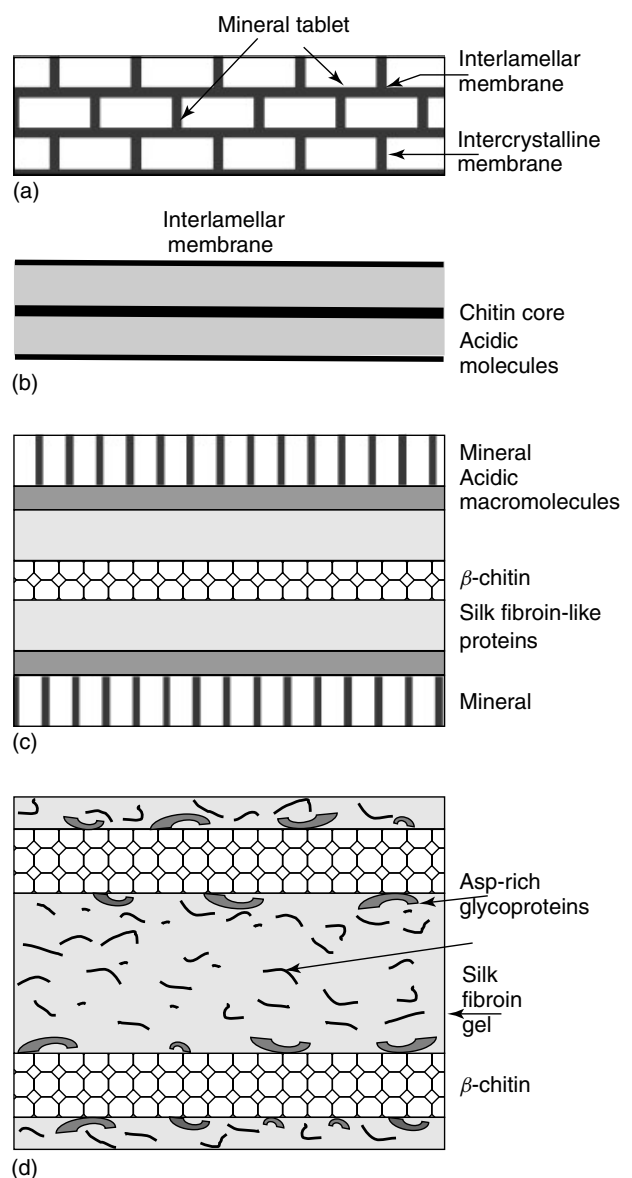 Mineral tablet
Interlamellar
membrane
Intercrystalline
membrane
(a)
Interlamellar
membrane
Chitin core
Acidic
molecules
(b)
Mineral
Acidic
macromolecules
β-chitin
Silk fibroin-like
proteins
Mineral
(c)
Asp-rich
glycoproteins
Silk
fibroin
gel
β-chitin
(d)